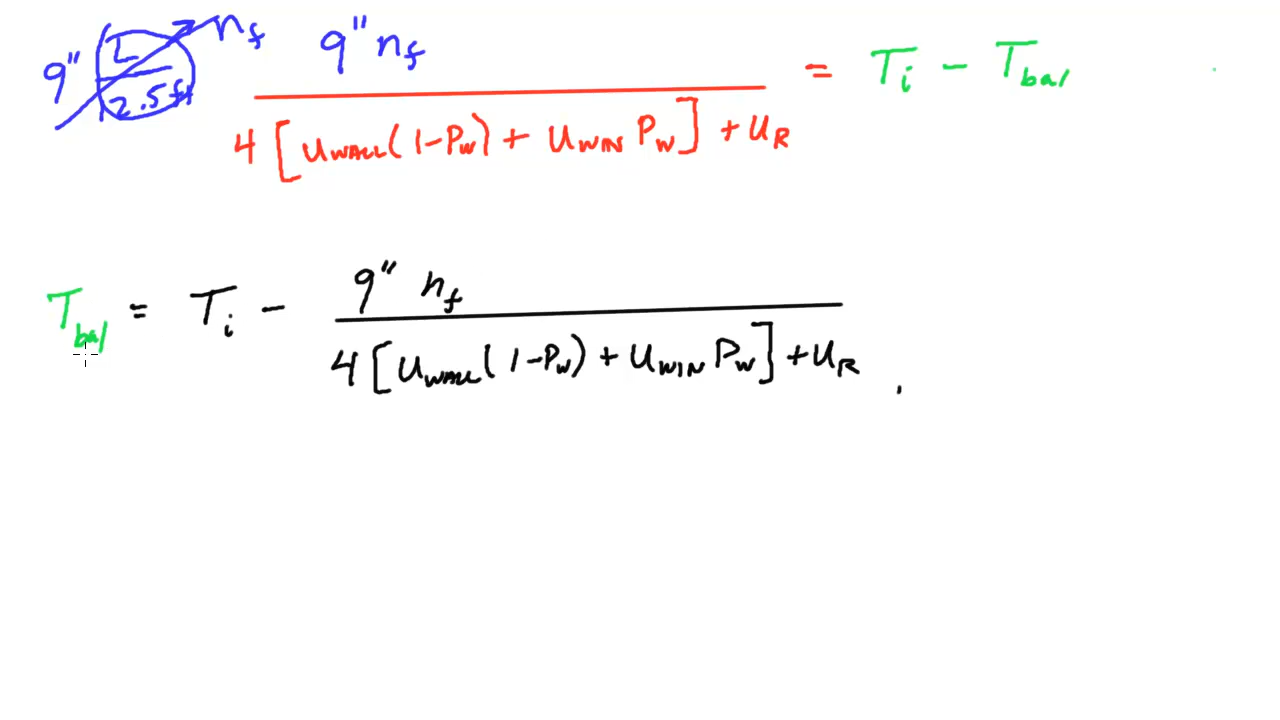 9" (L / 2.5 ft) n_f   9" n_f / 4 [U_WALL (1-P_W) + U_WIN P_W] + U_R = T_i - T_bal
T_bal = T_i - 9" n_f / 4 [U_WALL (1-P_W) + U_WIN P_W] + U_R